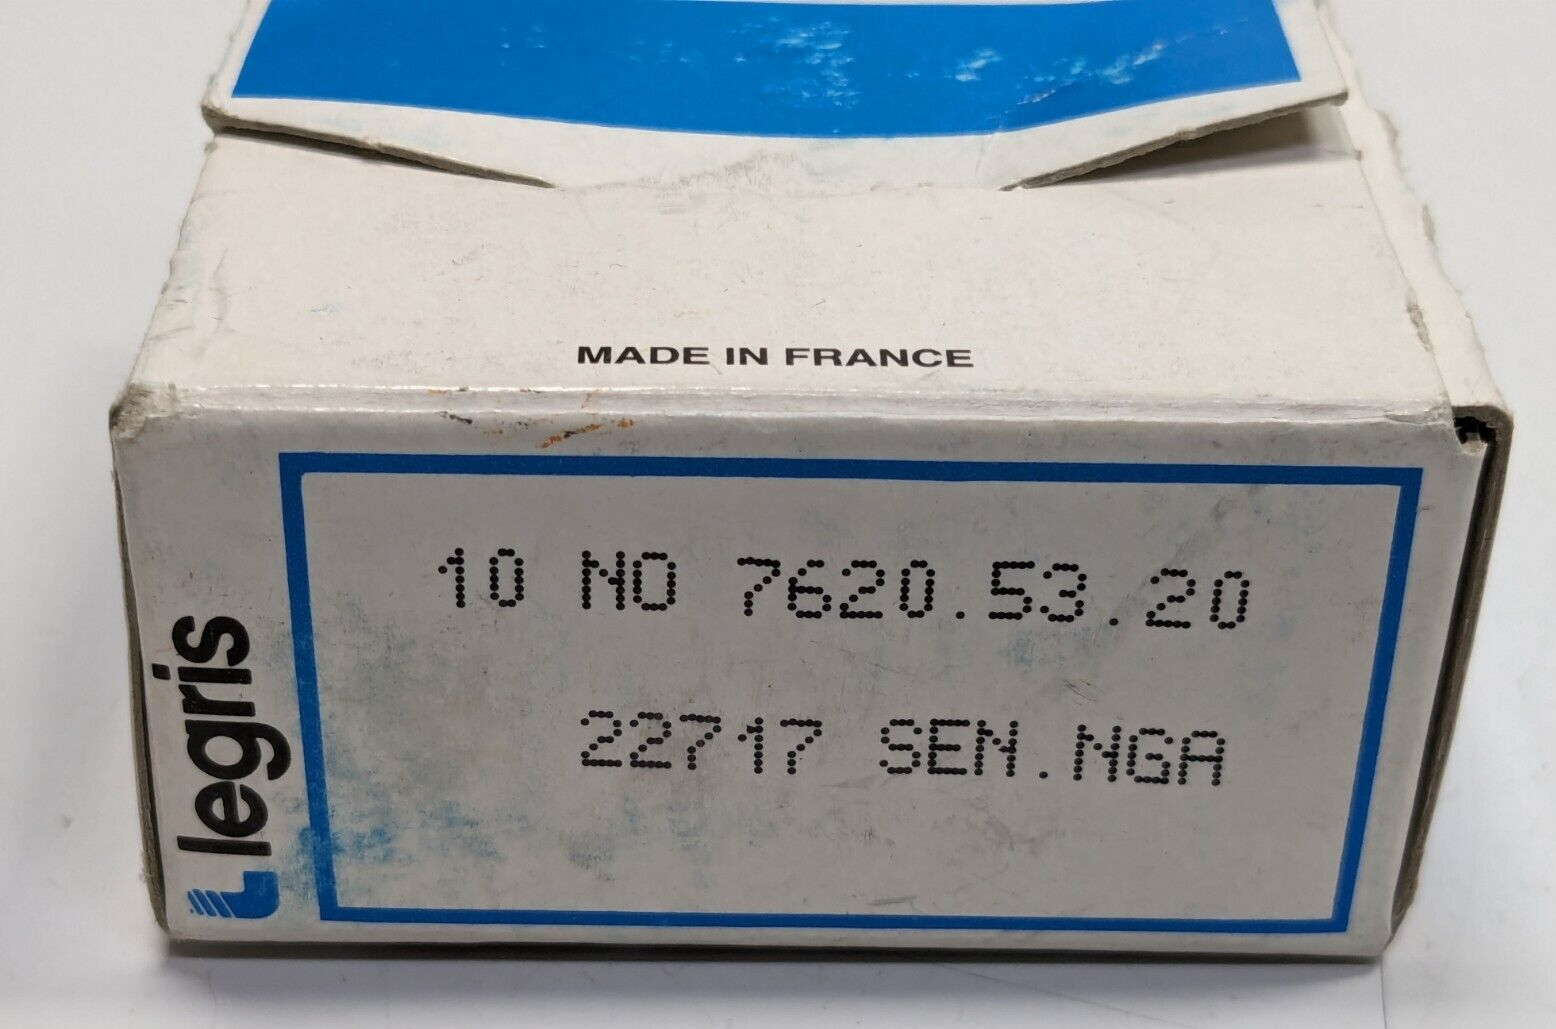 MADE IN FRANCE
legris
10 NO 7620.53.20
22717 SEN.NGA